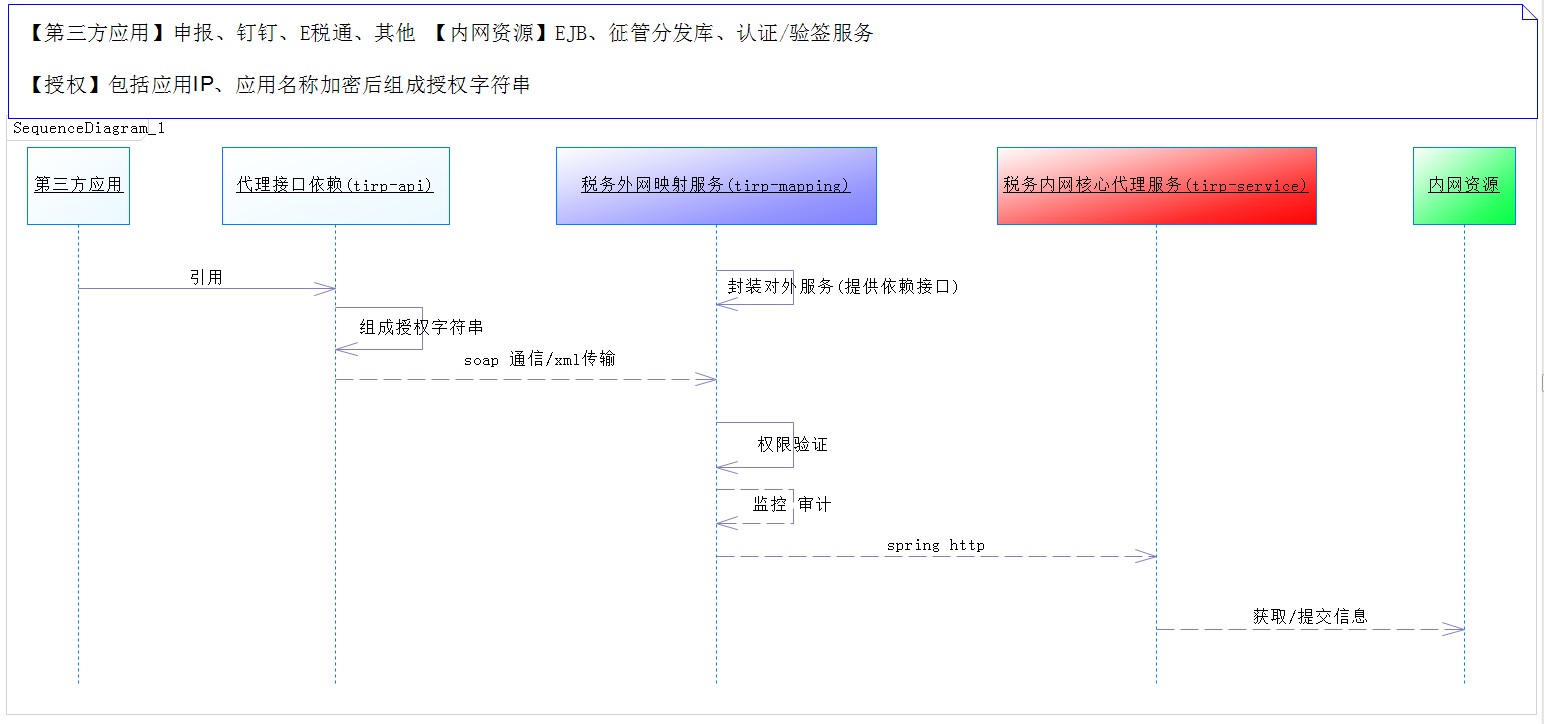 【第三方应用】申报、钉钉、E税通、其他 【内网资源】EJB、征管分发库、认证/验签服务
【授权】包括应用IP、应用名称加密后组成授权字符串
SequenceDiagram_1
第三方应用
代理接口依赖(tirp-api)
税务外网映射服务(tirp-mapping)
税务内网核心代理服务(tirp-service)
内网资源
引用
封装对外服务(提供依赖接口)
组成授权字符串
soap 通信/xml传输
权限验证
监控 审计
spring http
获取/提交信息